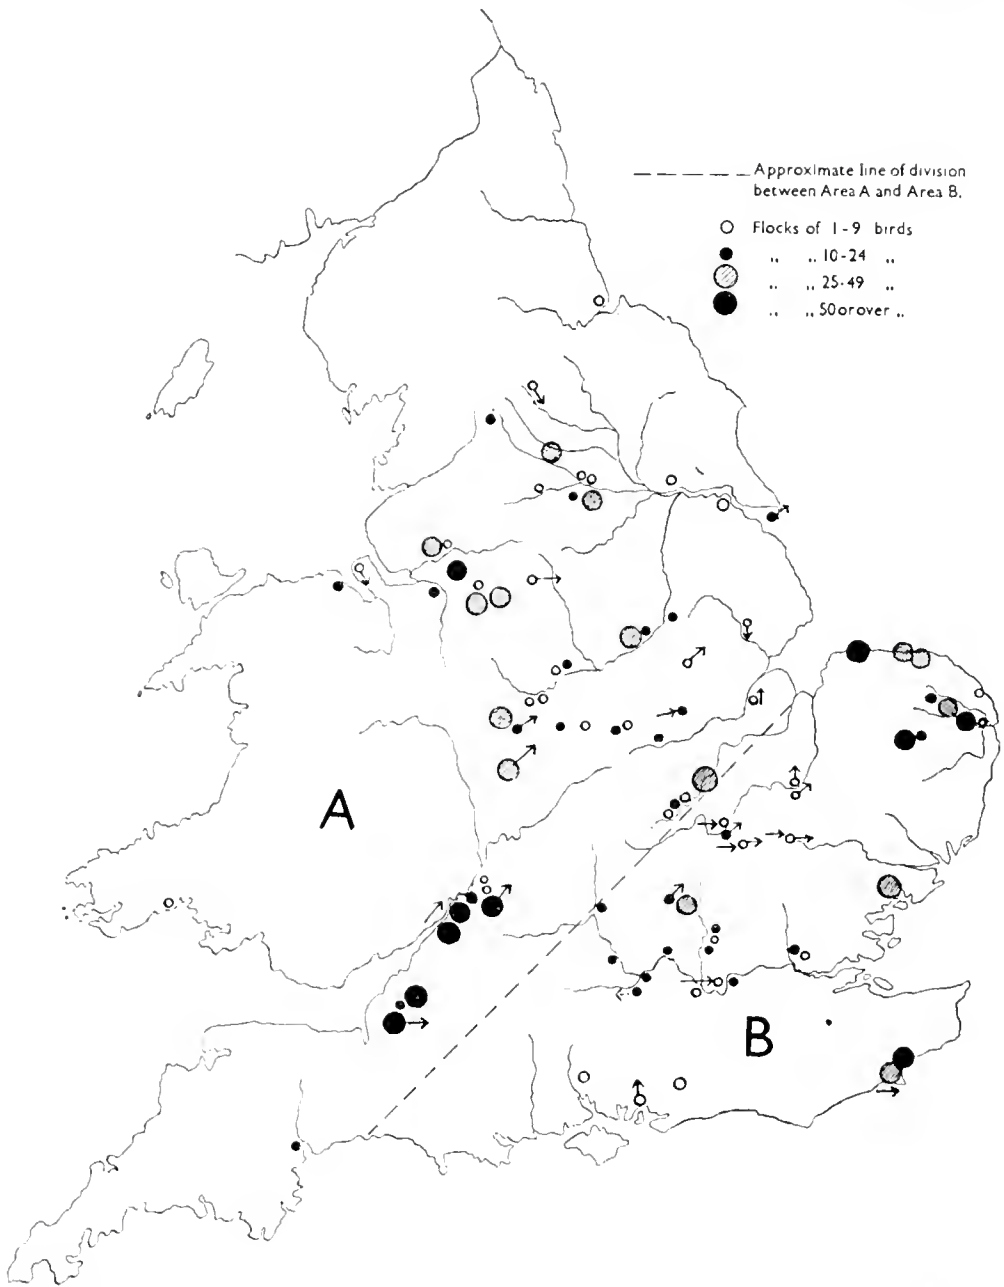 Approximate line of division
between Area A and Area B.
Flocks of 1-9 birds
,, ,, 10-24 ,,
,, ,, 25-49 ,,
,, ,, 50 or over ,,
A
B